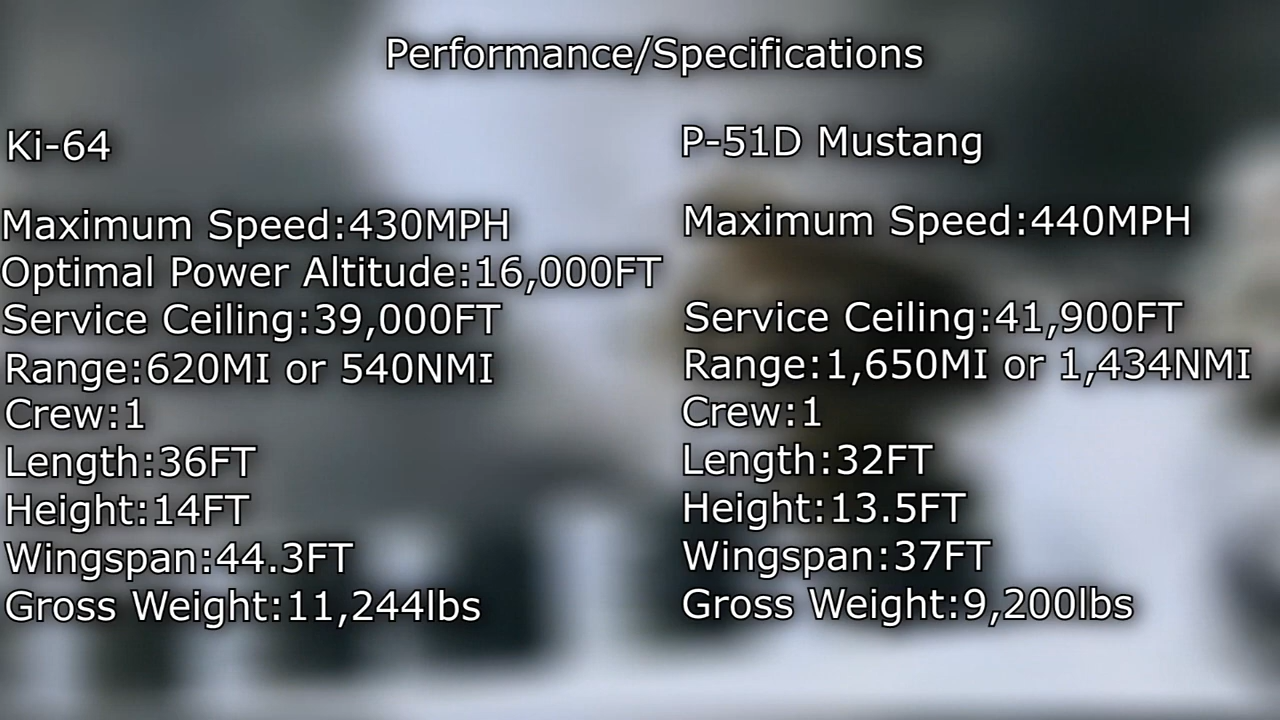 Performance/Specifications
Ki-64
Maximum Speed:430MPH
Optimal Power Altitude:16,000FT
Service Ceiling:39,000FT
Range:620MI or 540NMI
Crew:1
Length:36FT
Height:14FT
Wingspan:44.3FT
Gross Weight:11,244lbs
P-51D Mustang
Maximum Speed:440MPH
Service Ceiling:41,900FT
Range:1,650MI or 1,434NMI
Crew:1
Length:32FT
Height:13.5FT
Wingspan:37FT
Gross Weight:9,200lbs